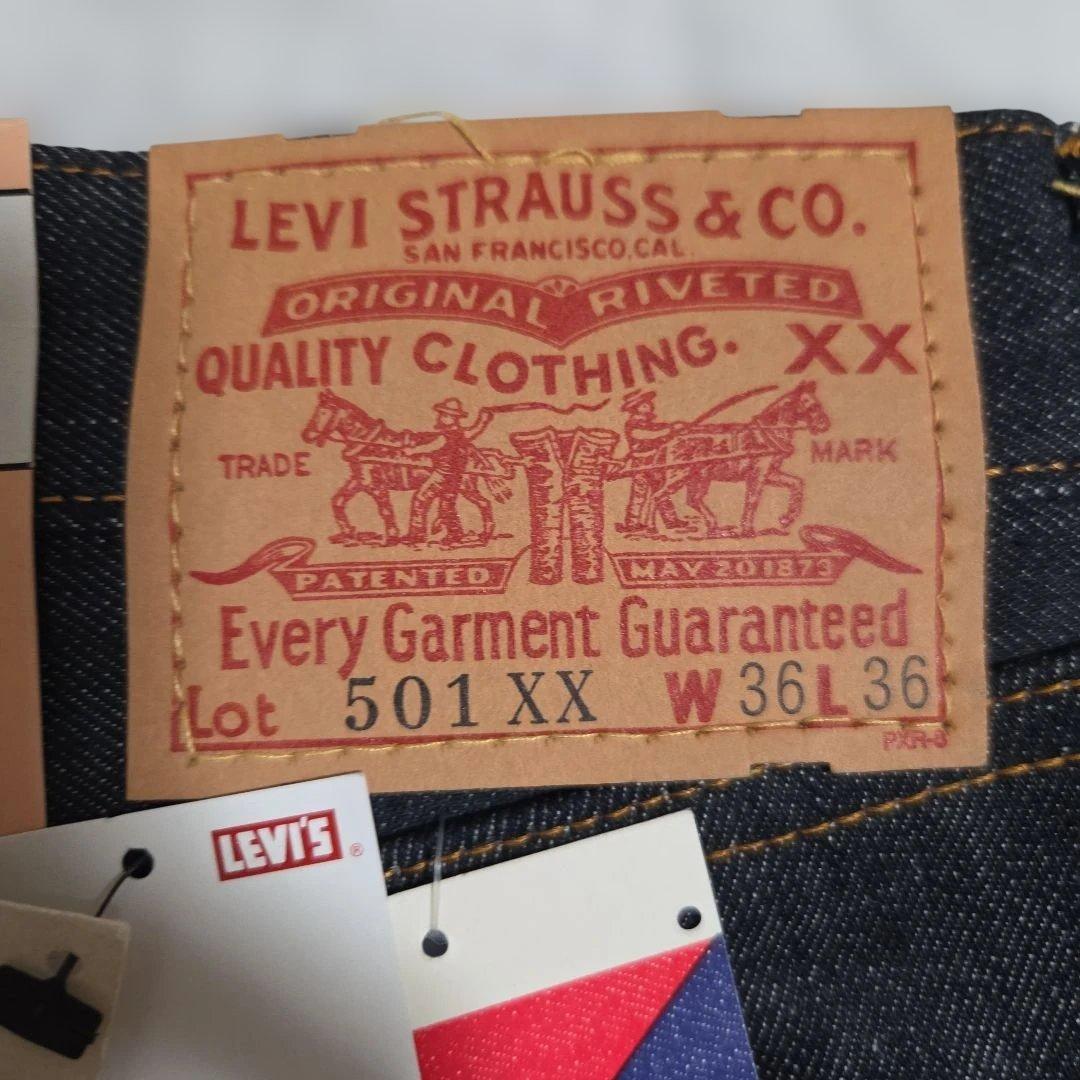 LEVI STRAUSS & CO.
SAN FRANCISCO, CAL.
ORIGINAL RIVETED
QUALITY CLOTHING. XX
TRADE MARK
PATENTED MAY 20 1873
Every Garment Guaranteed
Lot 501 XX W 36 L 36
PXR-8
LEVI'S ®